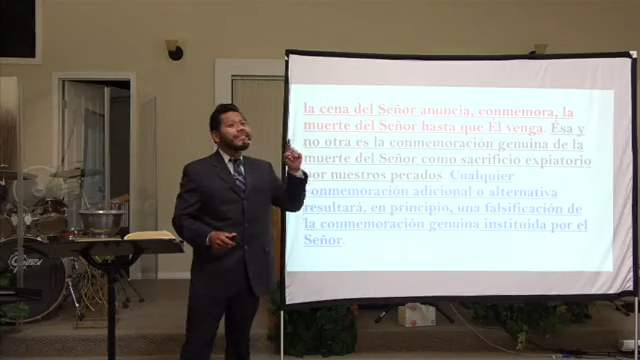 la cena del Señor anuncia, conmemora, la
muerte del Señor hasta que Él venga. Ésa y
no otra es la conmemoración genuina de la
muerte del Señor como sacrificio expiatorio
por nuestros pecados. Cualquier
conmemoración adicional o alternativa
resultará, en principio, una falsificación de
la conmemoración genuina instituida por el
Señor.